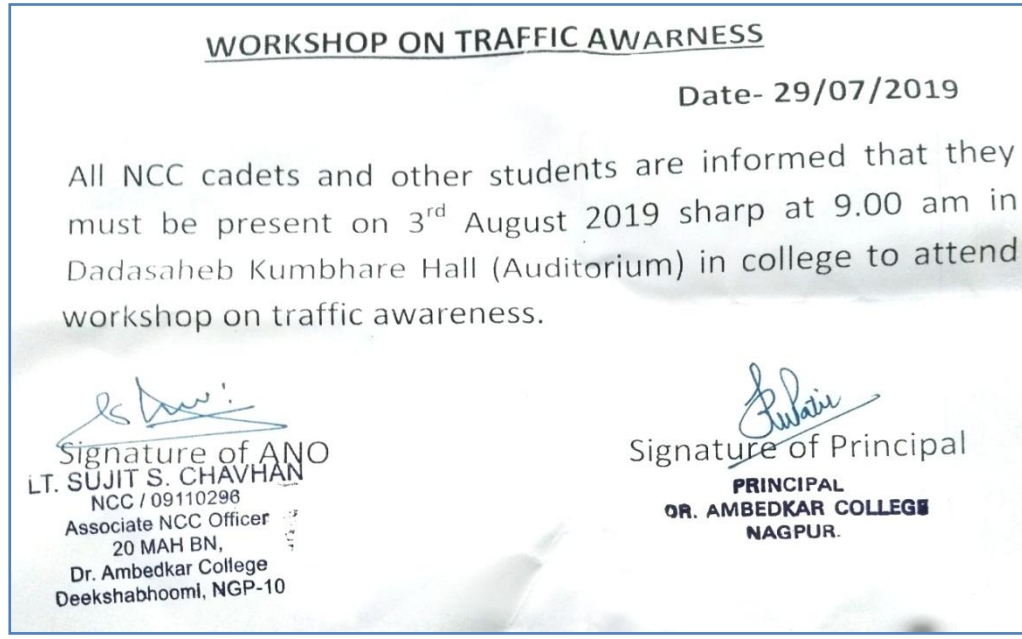 WORKSHOP ON TRAFFIC AWARNESS
Date- 29/07/2019
All NCC cadets and other students are informed that they
must be present on 3rd August 2019 sharp at 9.00 am in
Dadasaheb Kumbhare Hall (Auditorium) in college to attend
workshop on traffic awareness.
Signature of ANO
LT. SUJIT S. CHAVHAN
NCC / 09110296
Associate NCC Officer
20 MAH BN,
Dr. Ambedkar College
Deekshabhoomi, NGP-10
Signature of Principal
PRINCIPAL
DR. AMBEDKAR COLLEGE
NAGPUR.